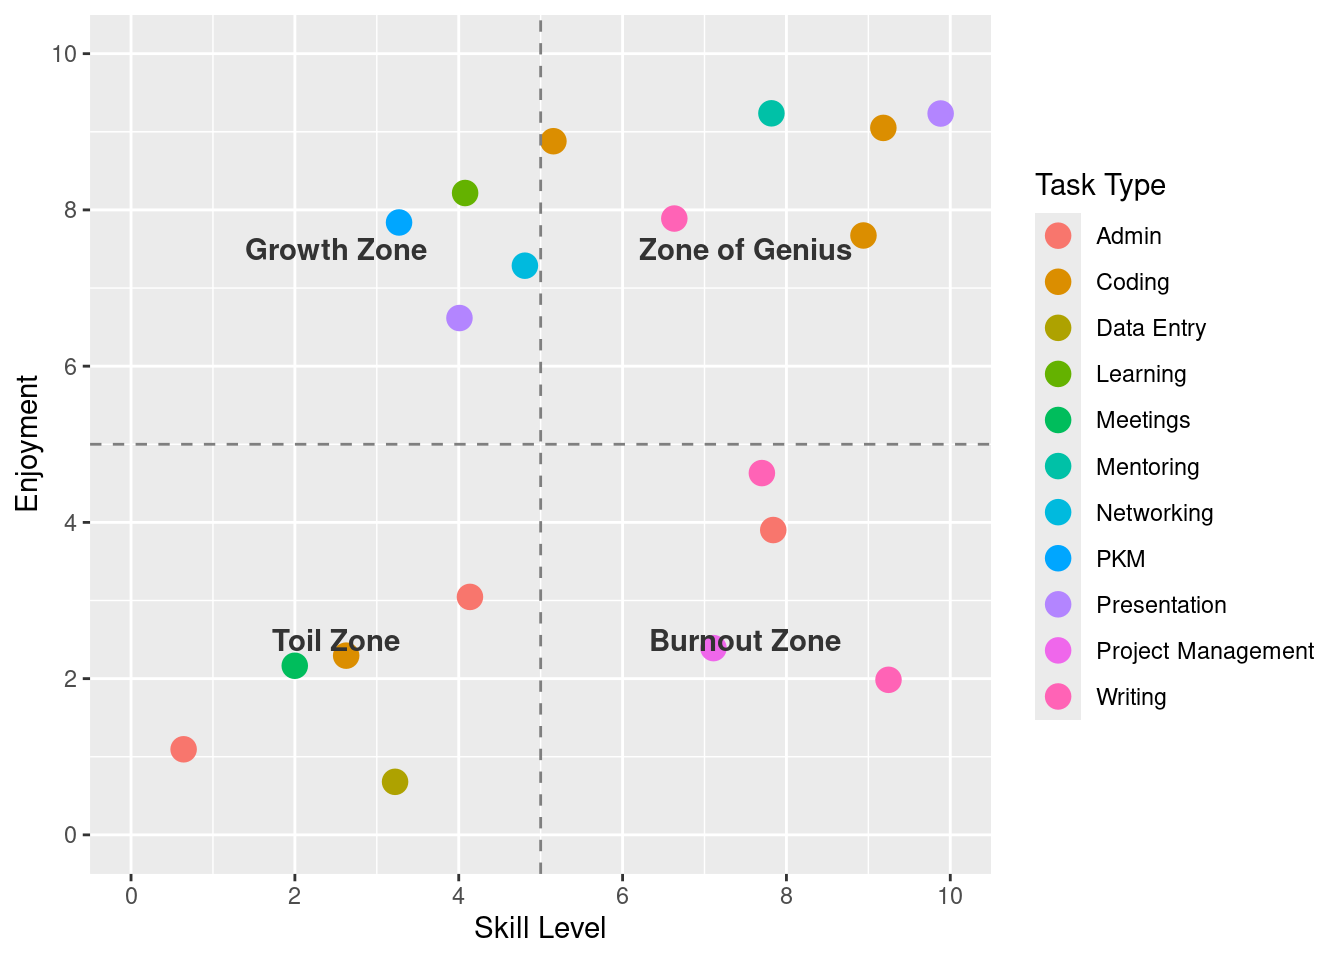 10
8
6
4
2
0
Enjoyment
Growth Zone
Zone of Genius
Toil Zone
Burnout Zone
0 2 4 6 8 10
Skill Level
Task Type
Admin
Coding
Data Entry
Learning
Meetings
Mentoring
Networking
PKM
Presentation
Project Management
Writing